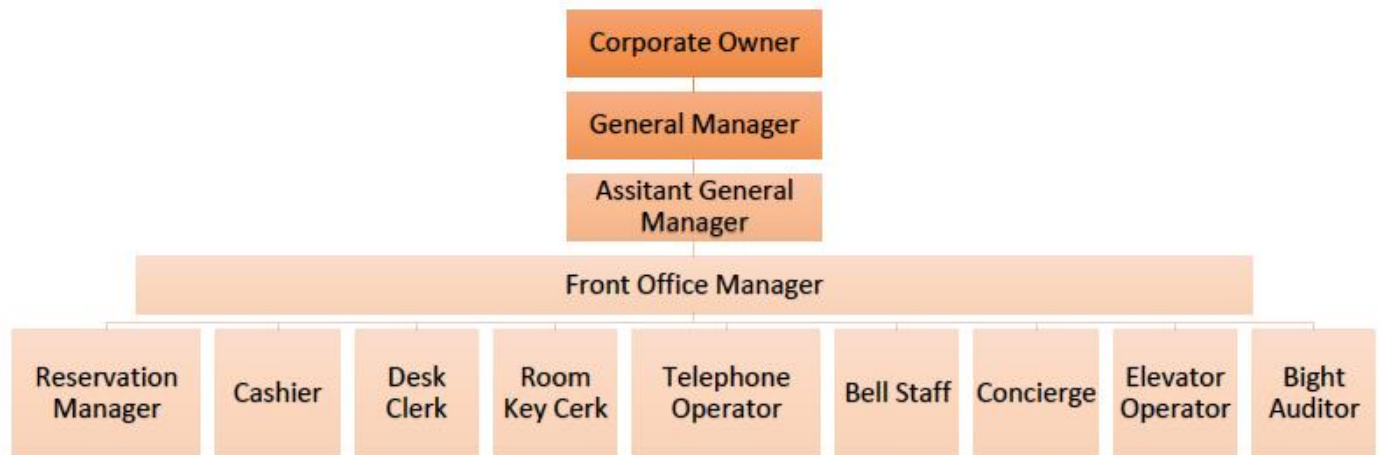 Corporate Owner
General Manager
Assitant General
Manager
Front Office Manager
Reservation
Manager
Cashier
Desk
Clerk
Room
Key Cerk
Telephone
Operator
Bell Staff
Concierge
Elevator
Operator
Bight
Auditor